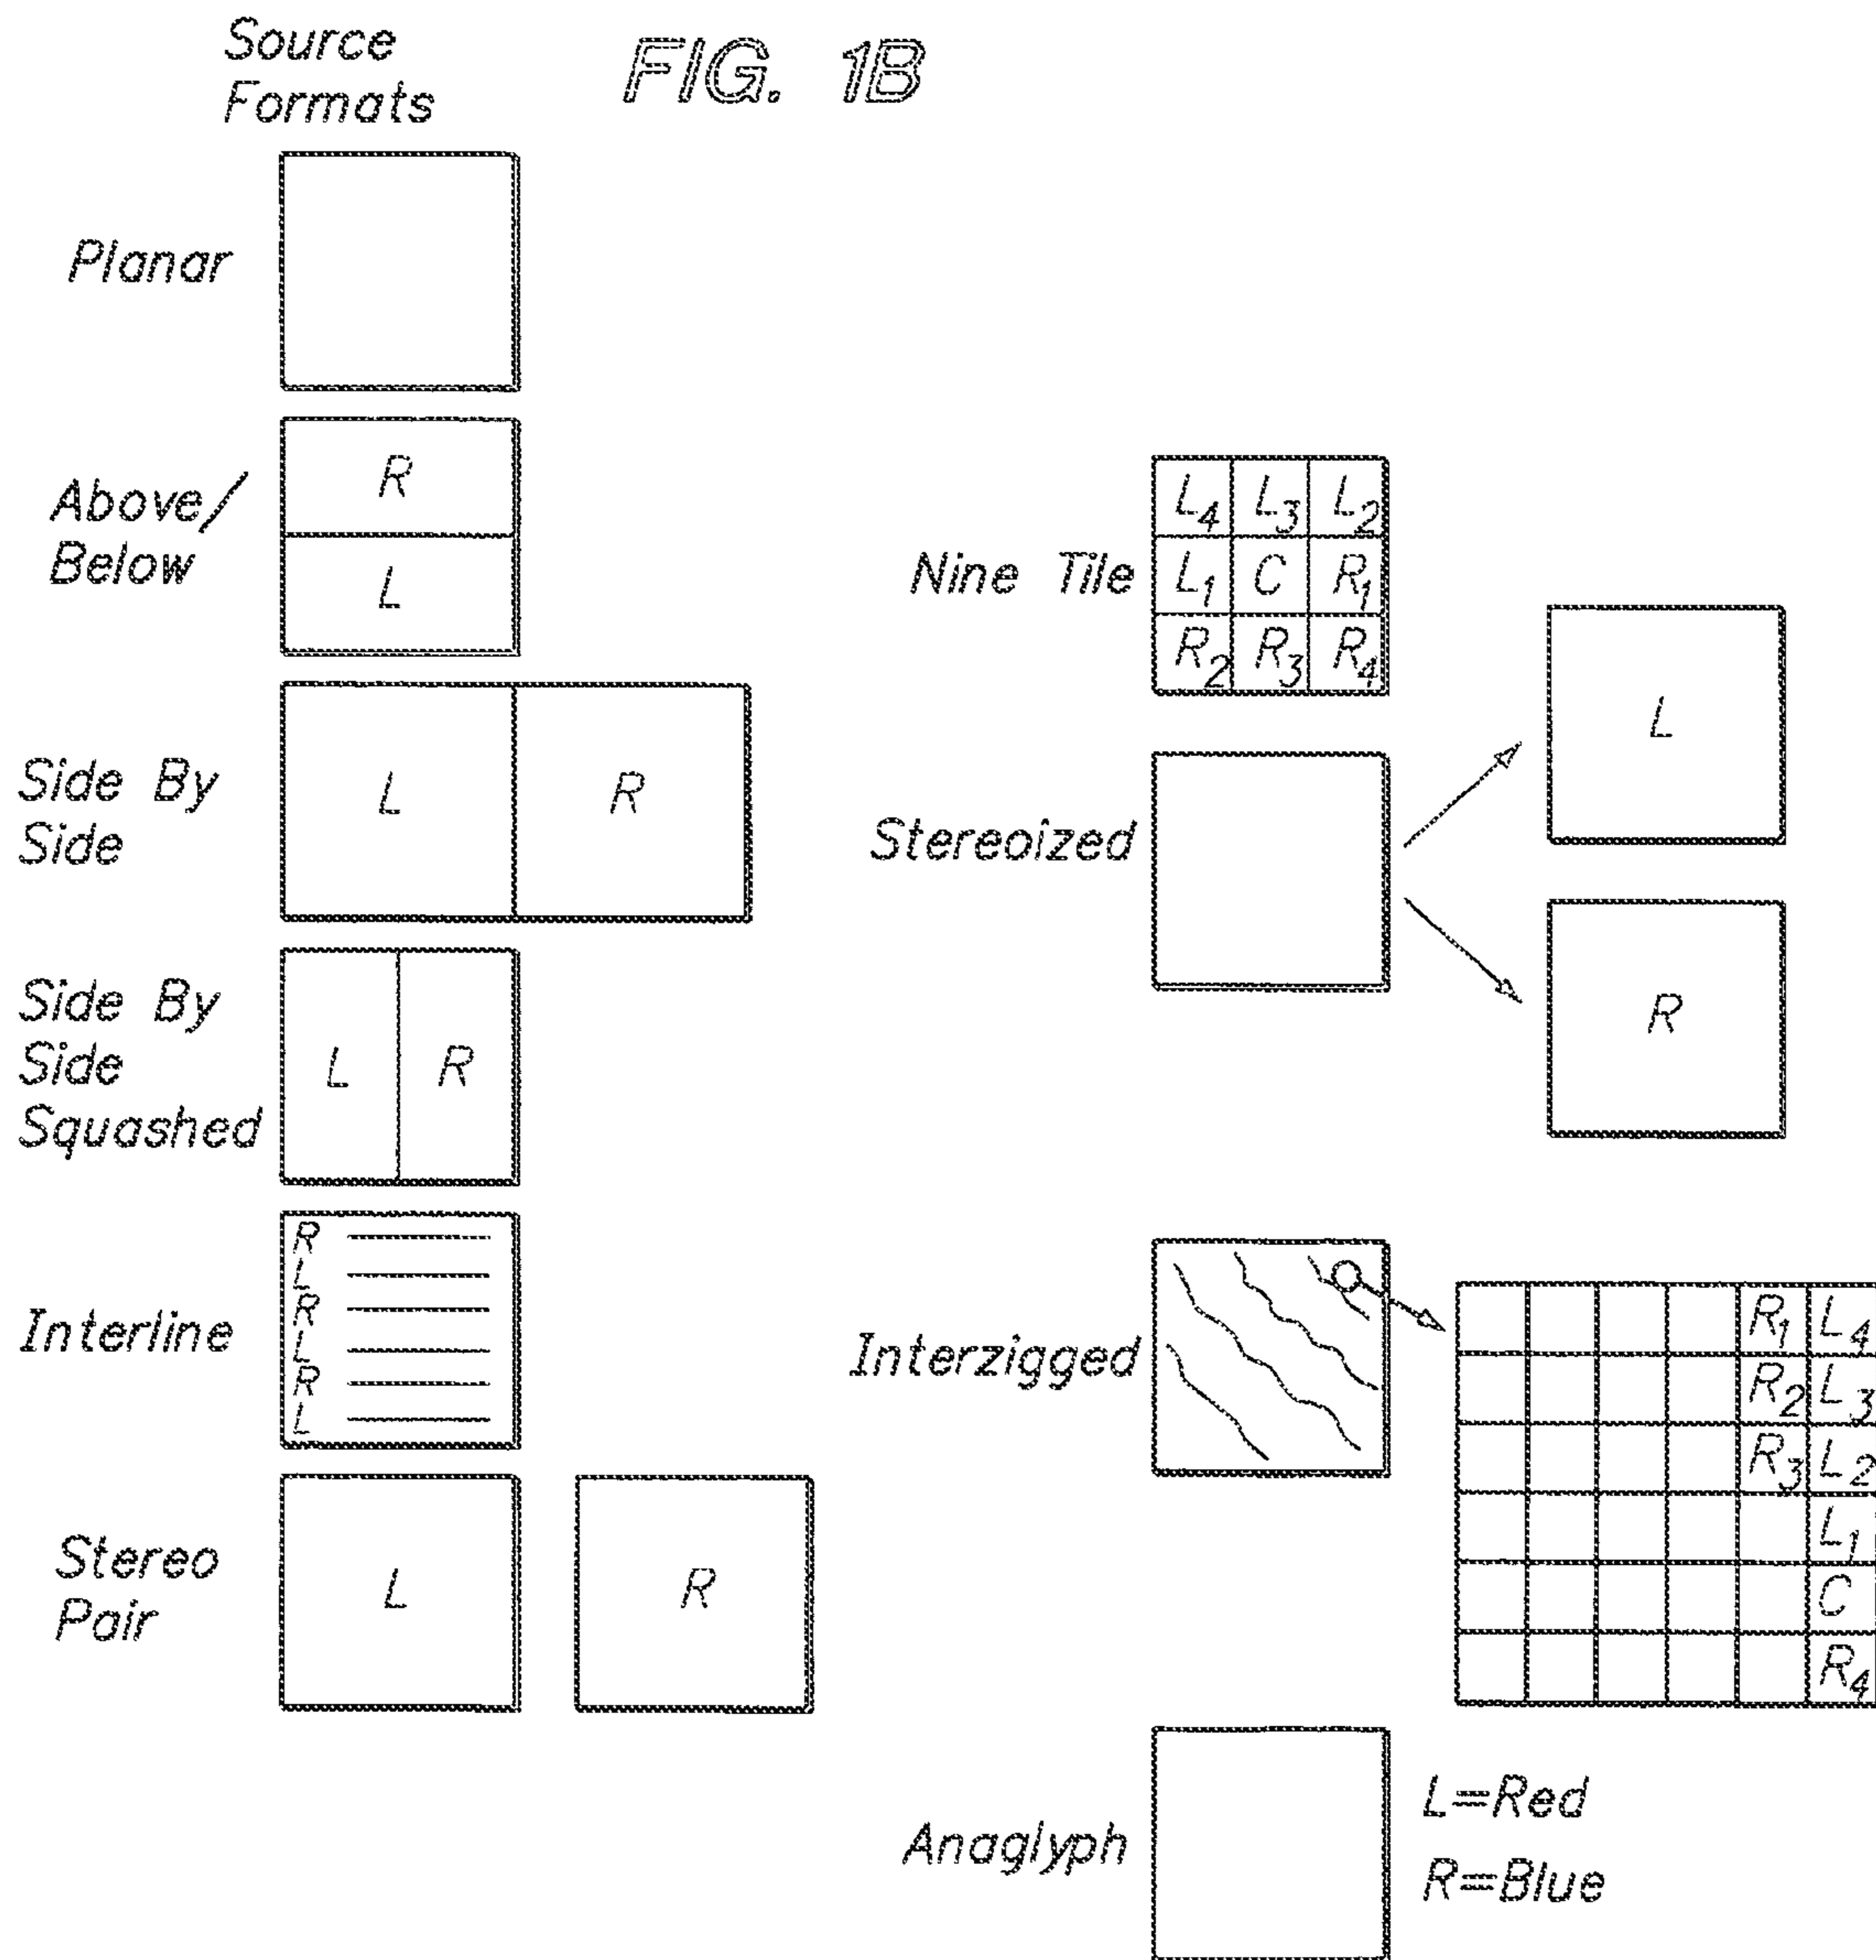 Source
Formats
FIG. 1B
Planar
Above/
Below
R
L
Side By
Side
L R
Side By
Side
Squashed
L R
Interline
R
L
R
L
R
L
Stereo
Pair
L R
Nine Tile
L4 L3 L2
L1 C R1
R2 R3 R4
Stereoized
L
R
Interzigged
R1 L4
R2 L3
R3 L2
L1
C
R4
Anaglyph
L=Red
R=Blue